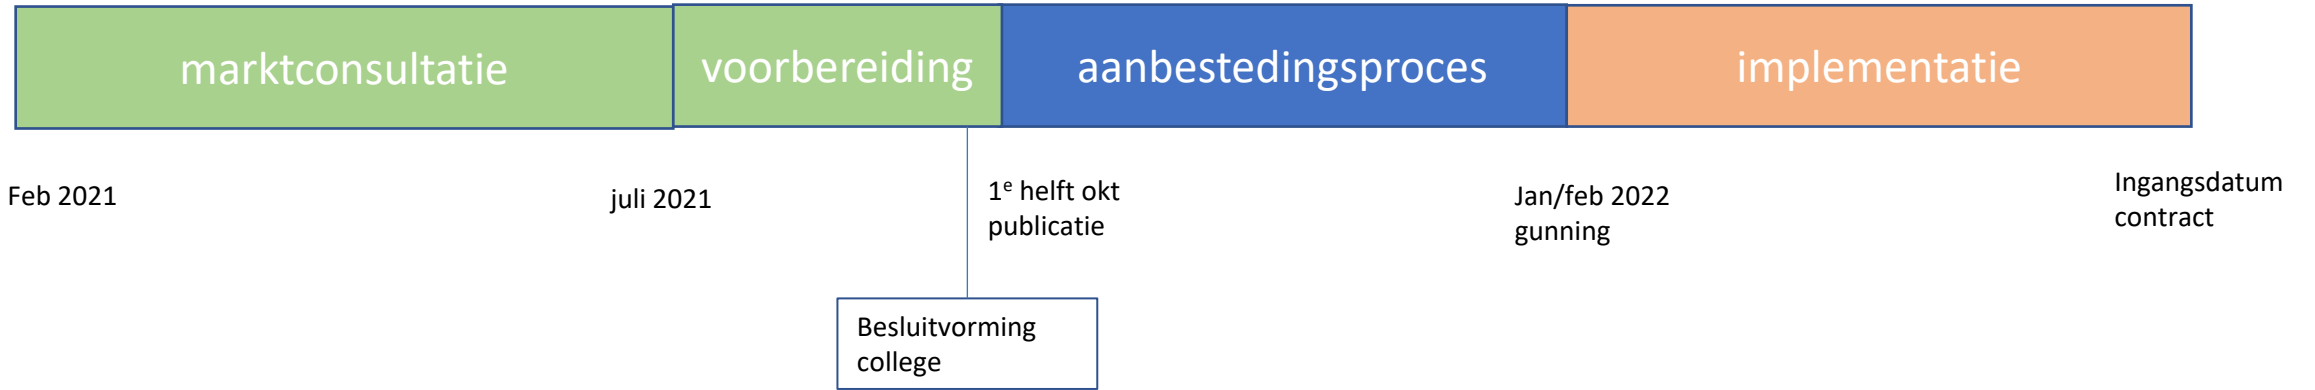 marktconsultatie
voorbereiding
aanbestedingsproces
implementatie
Feb 2021
juli 2021
1e helft okt
publicatie
Jan/feb 2022
gunning
Ingangsdatum
contract
Besluitvorming
college